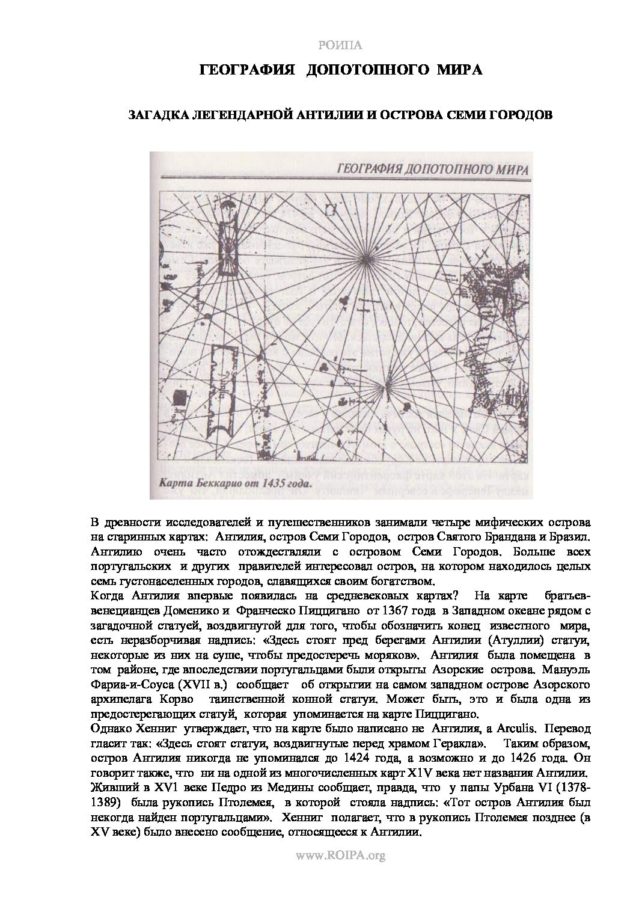 РОИПА
ГЕОГРАФИЯ ДОПОТОПНОГО МИРА
ЗАГАДКА ЛЕГЕНДАРНОЙ АНТИЛИИ И ОСТРОВА СЕМИ ГОРОДОВ
ГЕОГРАФИЯ ДОПОТОПНОГО МИРА
Карта Беккарио от 1435 года.
В древности исследователей и путешественников занимали четыре мифических острова
на старинных картах: Антилия, остров Семи Городов, остров Святого Брандана и Бразил.
Антилию очень часто отождествляли с островом Семи Городов. Больше всех
португальских и других правителей интересовал остров, на котором находилось целых
семь густонаселенных городов, славящихся своим богатством.
Когда Антилия впервые появилась на средневековых картах? На карте братьев-
венецианцев Доменико и Франческо Пиццигано от 1367 года в Западном океане рядом с
загадочной статуей, воздвигнутой для того, чтобы обозначить конец известного мира,
есть неразборчивая надпись: «Здесь стоят пред берегами Антилии (Атуллии) статуи,
некоторые из них на суше, чтобы предостеречь моряков». Антилия была помещена в
том районе, где впоследствии португальцами были открыты Азорские острова. Мануэль
Фариа-и-Соуса (XVII в.) сообщает об открытии на самом западном острове Азорского
архипелага Корво таинственной конной статуи. Может быть, это и была одна из
предостерегающих статуй, которая упоминается на карте Пиццигано.
Однако Хенниг утверждает, что на карте было написано не Антилия, а Arculis. Перевод
гласит так: «Здесь стоят статуи, воздвигнутые перед храмом Геракла». Таким образом,
остров Антилия никогда не упоминался до 1424 года, а возможно и до 1426 года. Он
говорит также, что ни на одной из многочисленных карт X1V века нет названия Антилии.
Живший в XVI веке Педро из Медины сообщает, правда, что у папы Урбана VI (1378-
1389) была рукопись Птолемея, в которой стояла надпись: «Тот остров Антилия был
некогда найден португальцами». Хенниг полагает, что в рукопись Птолемея позднее (в
XV веке) было внесено сообщение, относящееся к Антилии.
www.ROIPA.org